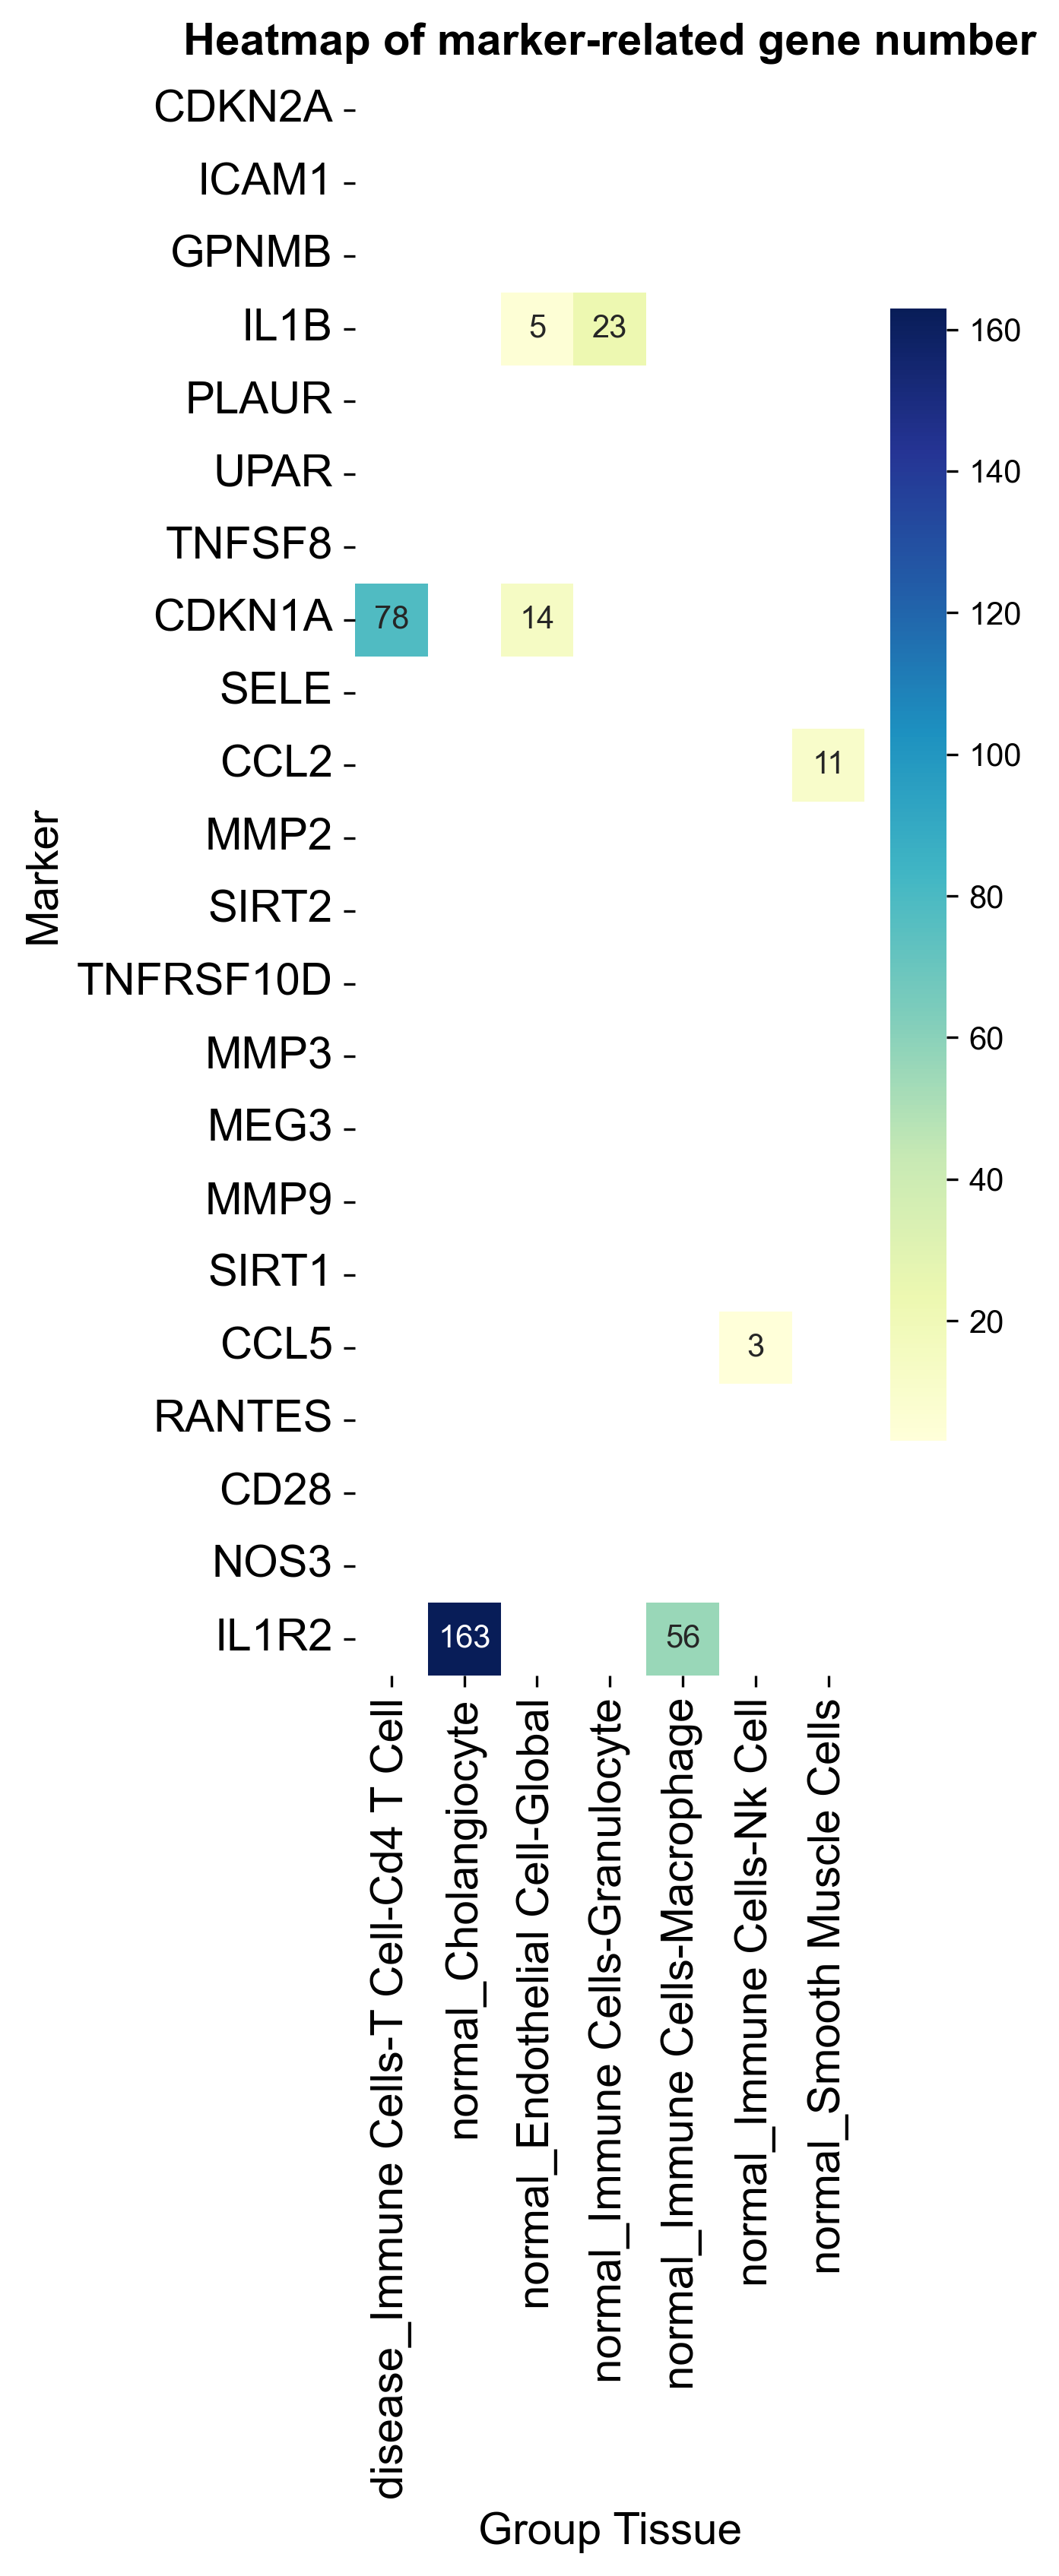 Heatmap of marker-related gene number
CDKN2A
ICAM1
GPNMB
IL1B
5 23
PLAUR
UPAR
TNFSF8
CDKN1A
78 14
SELE
CCL2
11
MMP2
SIRT2
TNFRSF10D
MMP3
MEG3
MMP9
SIRT1
CCL5
3
RANTES
CD28
NOS3
IL1R2
163 56
Marker
160
140
120
100
80
60
40
20
disease_Immune Cells-T Cell-Cd4 T Cell
normal_Cholangiocyte
normal_Endothelial Cell-Global
normal_Immune Cells-Granulocyte
normal_Immune Cells-Macrophage
normal_Immune Cells-Nk Cell
normal_Smooth Muscle Cells
Group Tissue